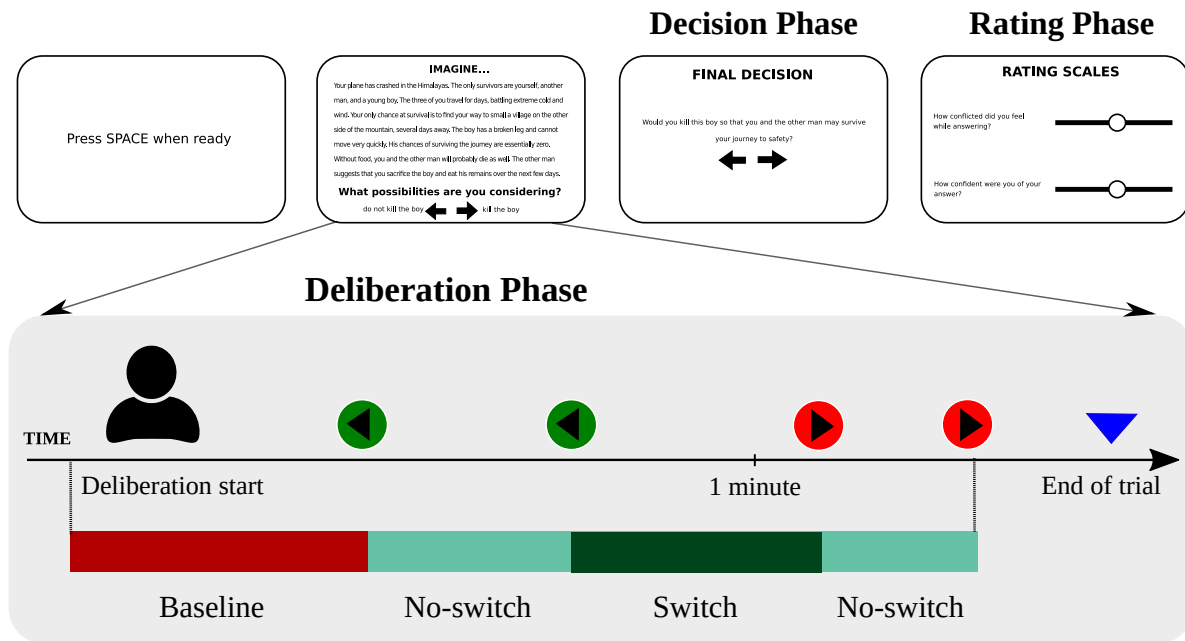 Decision Phase
Rating Phase
Press SPACE when ready
IMAGINE...
Your plane has crashed in the Himalayas. The only survivors are yourself, another
man, and a young boy. The three of you travel for days, battling extreme cold and
wind. Your only chance at survival is to find your way to small a village on the other
side of the mountain, several days away. The boy has a broken leg and cannot
move very quickly. His chances of surviving the journey are essentially zero.
Without food, you and the other man will probably die as well. The other man
suggests that you sacrifice the boy and eat his remains over the next few days.
What possibilities are you considering?
do not kill the boy
kill the boy
FINAL DECISION
Would you kill this boy so that you and the other man may survive
your journey to safety?
RATING SCALES
How conflicted did you feel
while answering?
How confident were you of your
answer?
Deliberation Phase
TIME
Deliberation start
1 minute
End of trial
Baseline
No-switch
Switch
No-switch